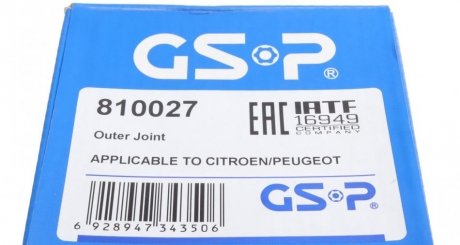 GSP®
810027
Outer Joint
EAC IATF
16949
CERTIFIED
COMPANY
APPLICABLE TO CITROEN/PEUGEOT
6 928947 343506
GSP®